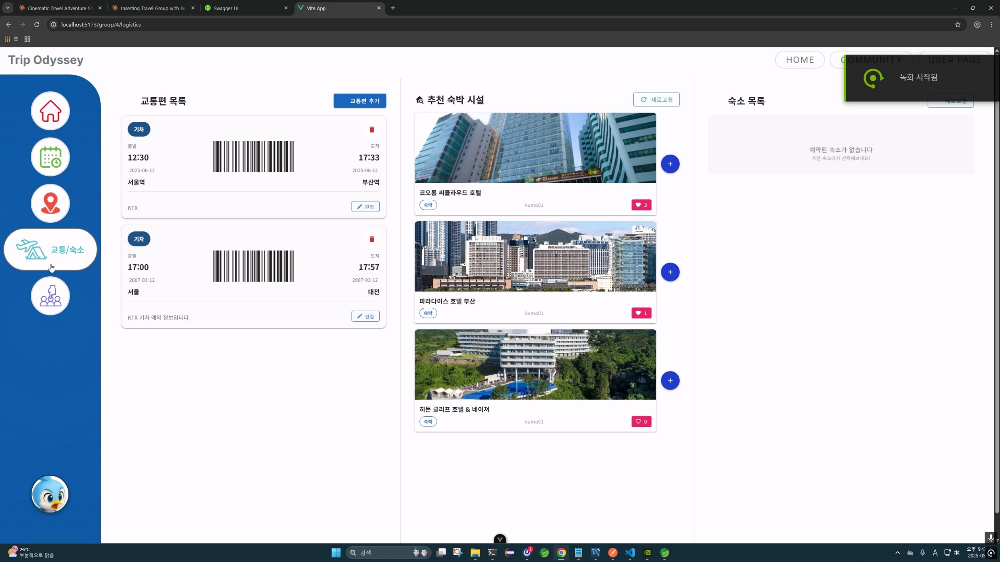 Cinematic Travel Adventure Sh
Inserting Travel Group with Nu
Swagger UI
Vite App
localhost:5173/group/4/logistics
앱
Trip Odyssey
HOME
COMMUNITY
USER PAGE
녹화 시작됨
교통/숙소
교통편 목록
교통편 추가
기차
출발
도착
12:30
17:33
2025-06-12
2025-06-12
서울역
부산역
KTX
편집
기차
출발
도착
17:00
17:57
2007-03-12
2007-03-12
서울
대전
KTX 기차 예약 정보입니다
편집
추천 숙박 시설
새로고침
MASSAGE
코오롱 씨클라우드 호텔
숙박
kumo01
3
파라다이스 호텔 부산
숙박
kumo01
1
히든 클리프 호텔 & 네이쳐
숙박
kumo01
0
숙소 목록
새로고침
예약된 숙소가 없습니다
추천 숙소에서 선택해보세요!
9+
26°C
부분적으로 맑음
검색
1
A
오후 5:4
2025-05